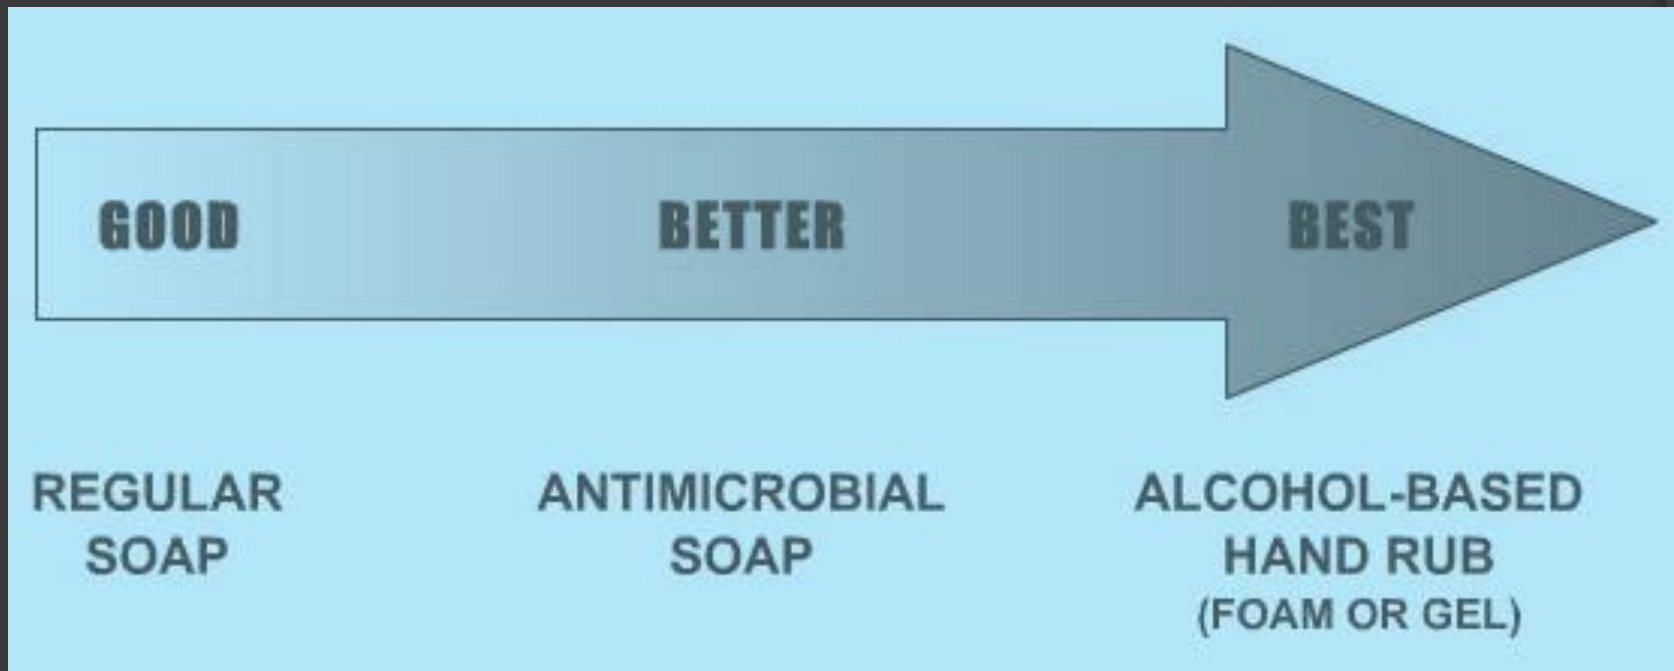 GOOD BETTER BEST
REGULAR SOAP
ANTIMICROBIAL SOAP
ALCOHOL-BASED HAND RUB
(FOAM OR GEL)